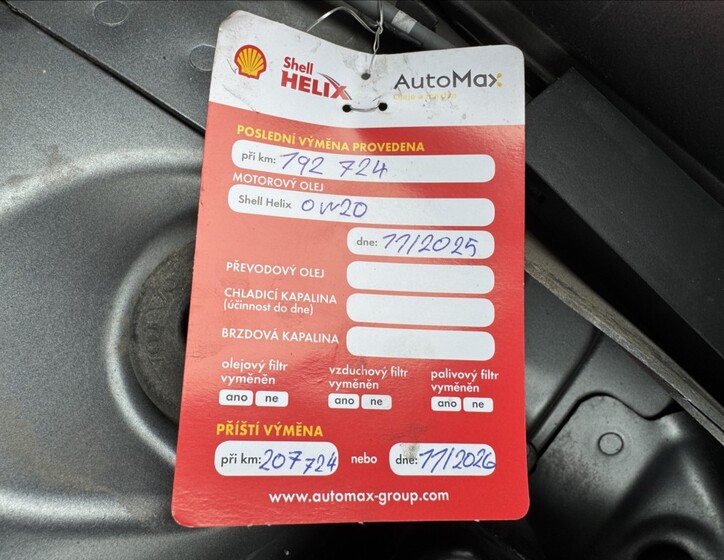 Shell
HELIX
AutoMax
POSLEDNÍ VÝMĚNA PROVEDENA
při km: 192 724
MOTOROVÝ OLEJ
Shell Helix 0W20
dne: 11/2025
PŘEVODOVÝ OLEJ
CHLADICÍ KAPALINA
(účinnost do dne)
BRZDOVÁ KAPALINA
olejový filtr
vyměněn
ano ne
vzduchový filtr
vyměněn
ano ne
palivový filtr
vyměněn
ano ne
PŘÍŠTÍ VÝMĚNA
při km: 207 724 nebo dne: 11/2026
www.automax-group.com